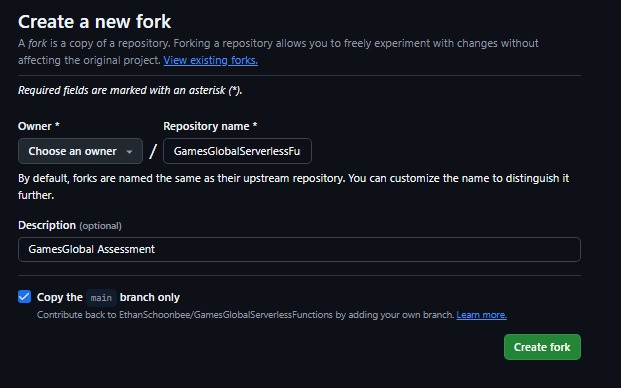 Create a new fork
A fork is a copy of a repository. Forking a repository allows you to freely experiment with changes without
affecting the original project. View existing forks.
Required fields are marked with an asterisk (*).
Owner *
Repository name *
Choose an owner
/
GamesGlobalServerlessFu
By default, forks are named the same as their upstream repository. You can customize the name to distinguish it
further.
Description (optional)
GamesGlobal Assessment
Copy the main branch only
Contribute back to EthanSchoonbee/GamesGlobalServerlessFunctions by adding your own branch. Learn more.
Create fork